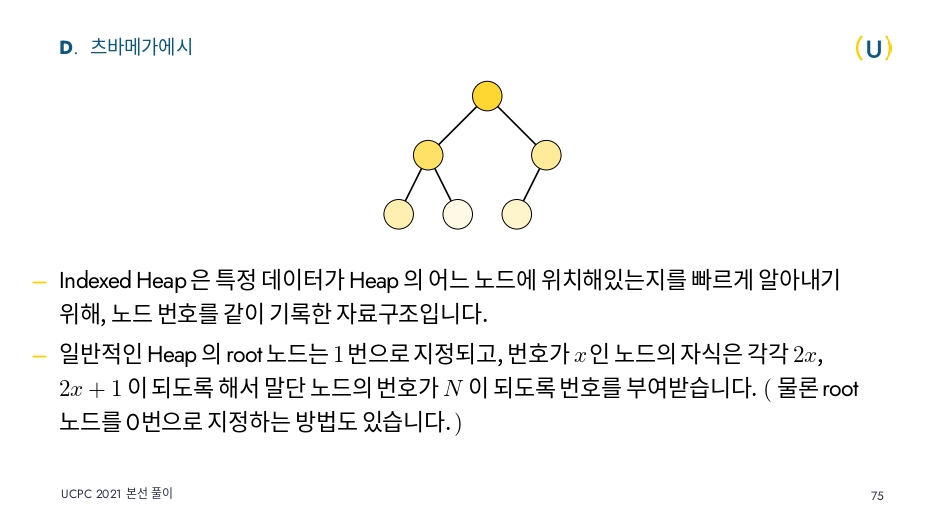 D. 츠바메가에시
(U)
– Indexed Heap 은 특정 데이터가 Heap 의 어느 노드에 위치해있는지를 빠르게 알아내기
위해, 노드 번호를 같이 기록한 자료구조입니다.
– 일반적인 Heap 의 root 노드는 1 번으로 지정되고, 번호가 x 인 노드의 자식은 각각 2x,
2x + 1 이 되도록 해서 말단 노드의 번호가 N 이 되도록 번호를 부여받습니다. ( 물론 root
노드를 0번으로 지정하는 방법도 있습니다. )
UCPC 2021 본선 풀이
75